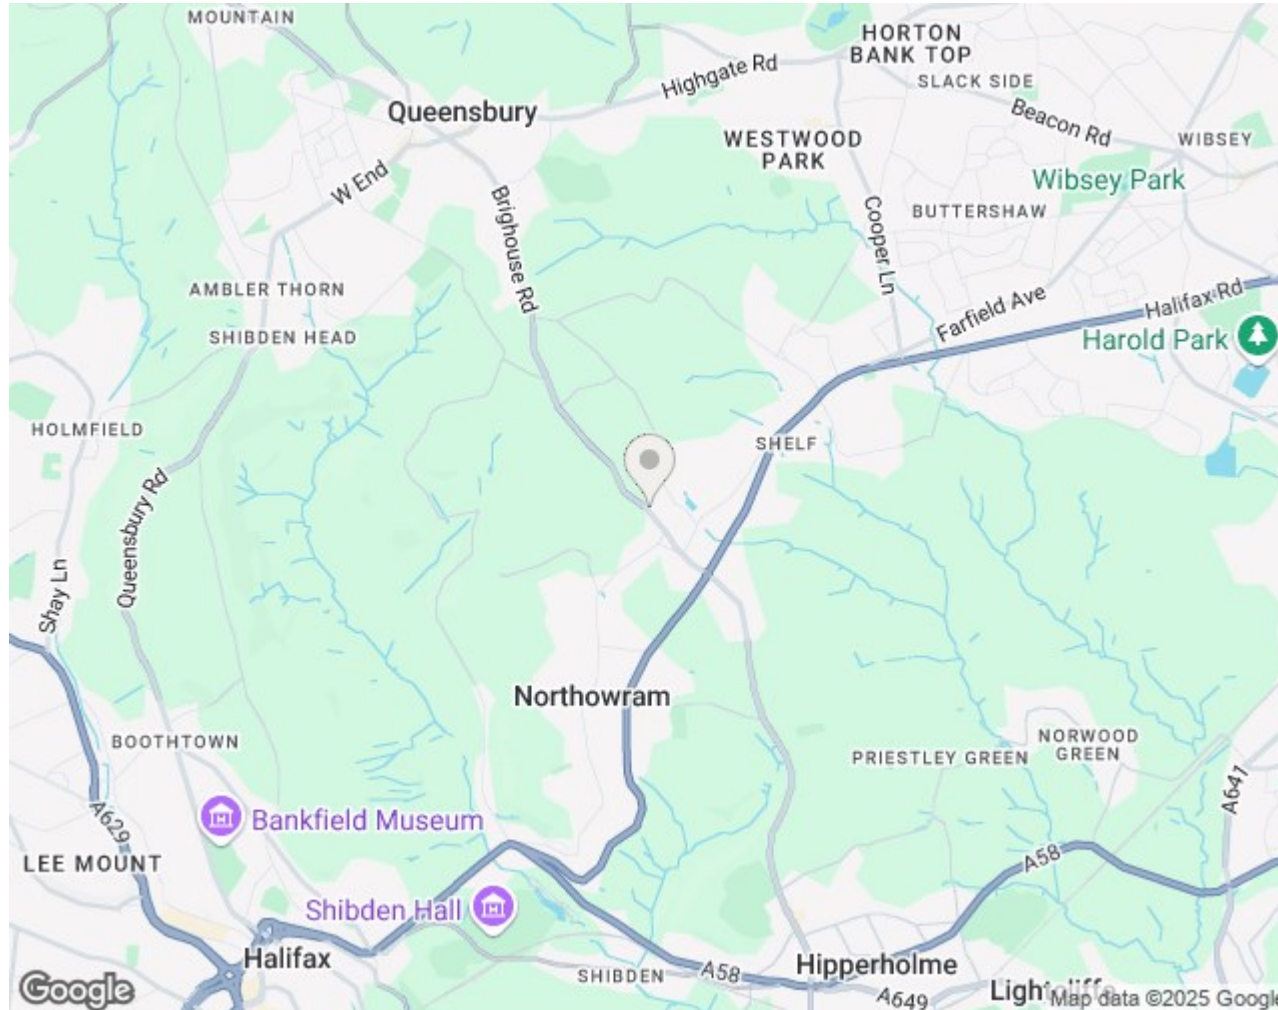 MOUNTAIN
HORTON
BANK TOP
Highgate Rd
SLACK SIDE
Queensbury
Beacon Rd
WESTWOOD
PARK
WIBSEY
W End
Wibsey Park
Brighouse Rd
Cooper Ln
BUTTERSHAW
AMBLER THORN
Farfield Ave
Halifax Rd
SHIBDEN HEAD
Harold Park
HOLMFIELD
SHELF
Queensbury Rd
Shay Ln
Northowram
BOOTHTOWN
PRIESTLEY GREEN
NORWOOD
GREEN
A641
A629
Bankfield Museum
LEE MOUNT
A58
Shibden Hall
Halifax
SHIBDEN
A58
Hipperholme
A649
Google
Map data ©2025 Google